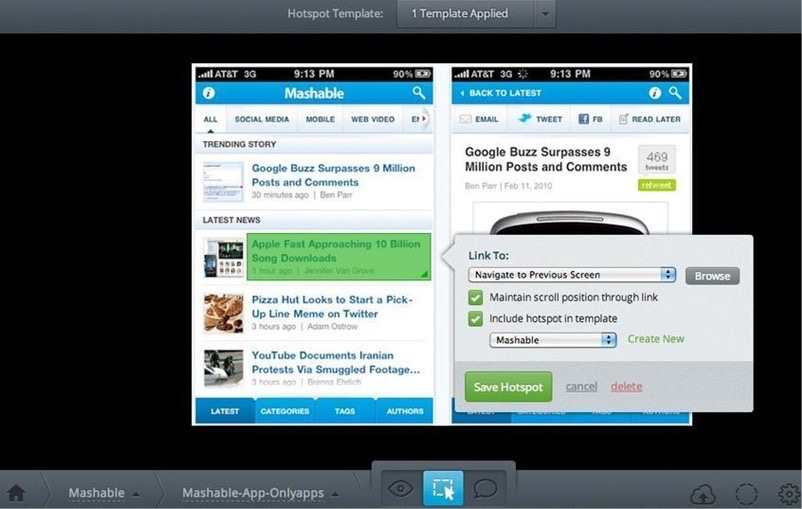 Hotspot Template: 1 Template Applied
AT&T 3G 9:13 PM 90%
Mashable
ALL SOCIAL MEDIA MOBILE WEB VIDEO
TRENDING STORY
Google Buzz Surpasses 9 Million
Posts and Comments
30 minutes ago | Ben Parr
LATEST NEWS
Apple Fast Approaching 10 Billion
Song Downloads
1 hour ago | Jennifer Van Grove
Pizza Hut Looks to Start a Pick-
Up Line Meme on Twitter
3 hours ago | Adam Ostrow
YouTube Documents Iranian
Protests Via Smuggled Footage...
3 hours ago | Brenna Ehrlich
LATEST CATEGORIES TAGS AUTHORS
AT&T 3G 9:13 PM 90%
BACK TO LATEST
EMAIL TWEET FB READ LATER
Google Buzz Surpasses 9
Million Posts and Comments
Ben Parr | Feb 11, 2010
469
tweets
retweet
Link To:
Navigate to Previous Screen Browse
Maintain scroll position through link
Include hotspot in template
Mashable Create New
Save Hotspot cancel delete
LATEST CATEGORIES TAGS AUTHORS
Mashable Mashable-App-Onlyapps